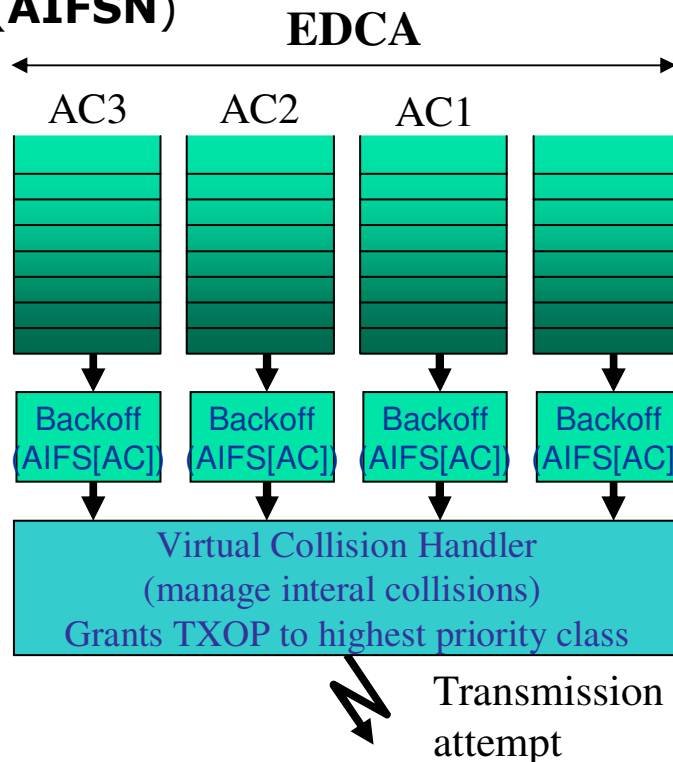 (AIFSN)
EDCA
AC3 AC2 AC1
Backoff Backoff Backoff Backoff
(AIFS[AC]) (AIFS[AC]) (AIFS[AC]) (AIFS[AC]
Virtual Collision Handler
(manage interal collisions)
Grants TXOP to highest priority class
Transmission
attempt